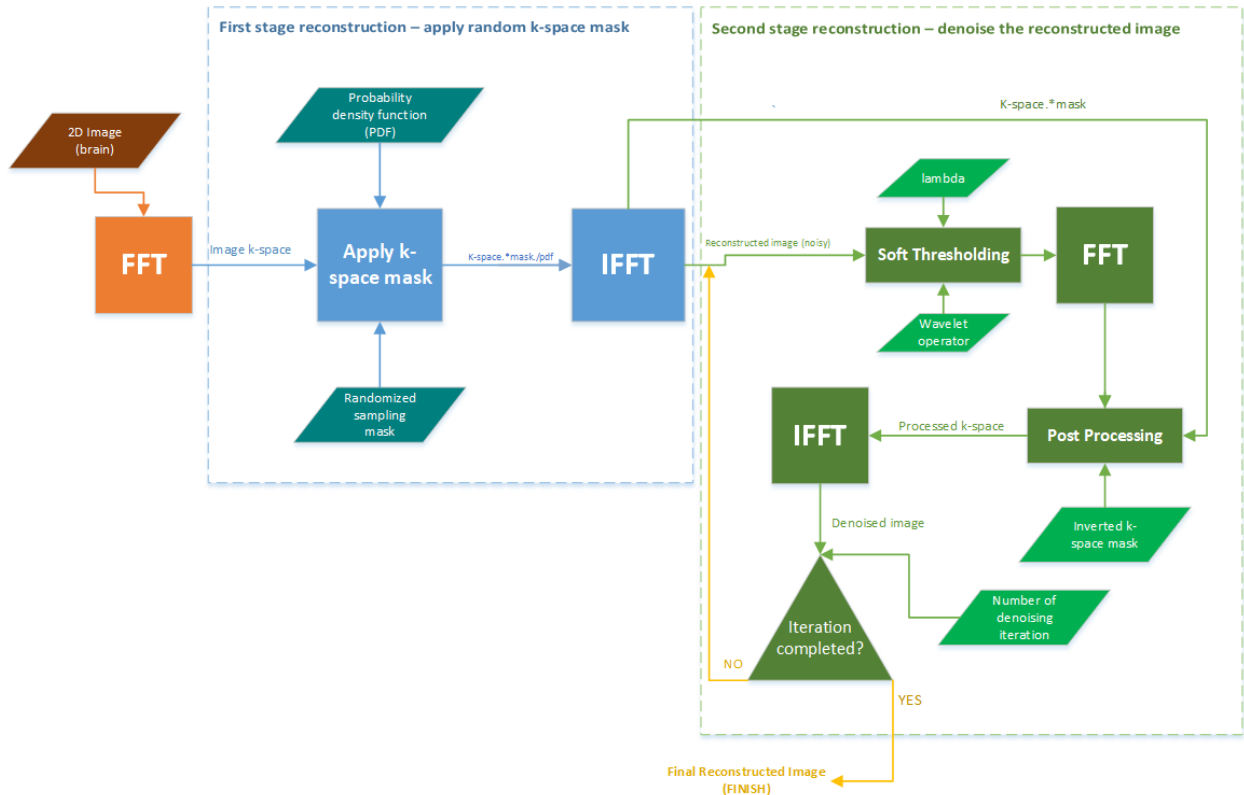 First stage reconstruction – apply random k-space mask
Second stage reconstruction – denoise the reconstructed image
Probability
density function
(PDF)
K-space.*mask
2D Image
(brain)
lambda
FFT
Image k-space
Apply k-
space mask
K-space.*mask./pdf
IFFT
Reconstructed image (noisy)
Soft Thresholding
FFT
Wavelet
operator
Randomized
sampling
mask
IFFT
Processed k-space
Post Processing
Denoised image
Inverted k-
space mask
Number of
denoising
iteration
Iteration
completed?
NO
YES
Final Reconstructed Image
(FINISH)